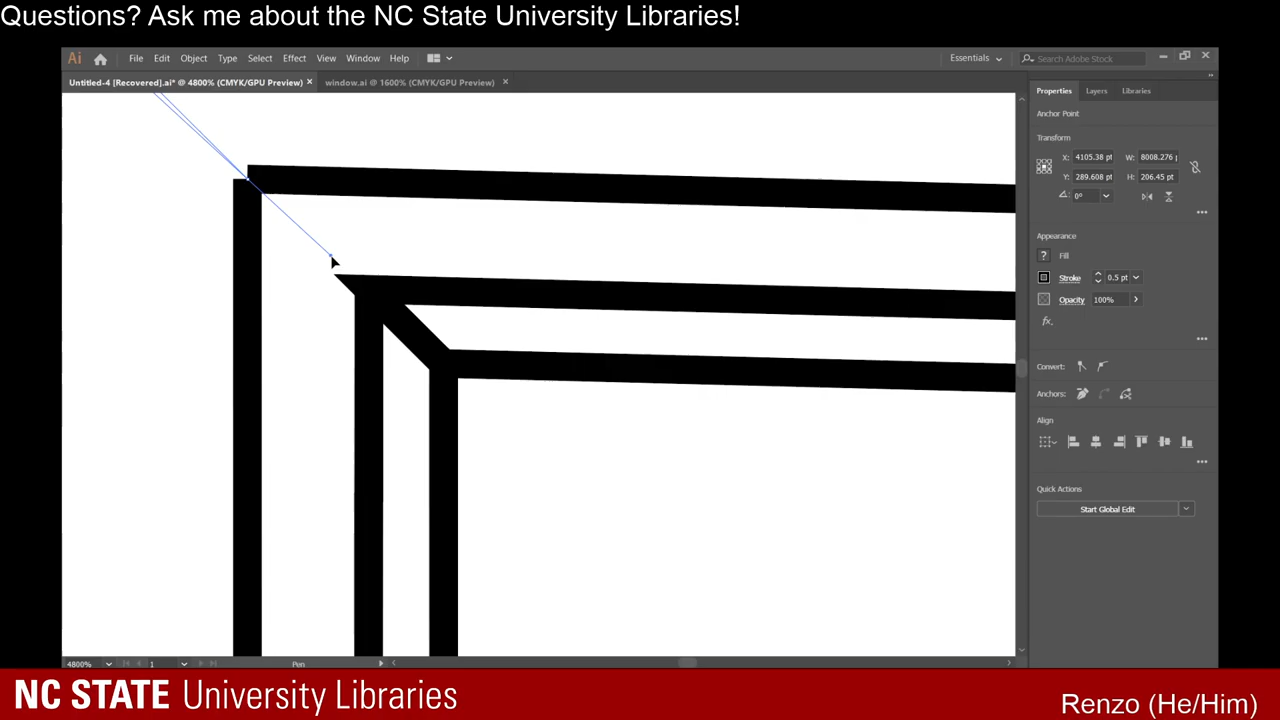 Questions? Ask me about the NC State University Libraries!
Ai File Edit Object Type Select Effect View Window Help Essentials Search Adobe Stock
Untitled-4 [Recovered].ai* @ 4800% (CMYK/GPU Preview) × window.ai @ 1600% (CMYK/GPU Preview) ×
Properties Layers Libraries
Anchor Point
Transform
X: 4105.38 pt W: 8008.276 p
Y: 289.608 pt H: 206.45 pt
0°
Appearance
? Fill
Stroke 0.5 pt
Opacity 100%
fx.
Convert:
Anchors:
Align
Quick Actions
Start Global Edit
4800% 1 Pen
NC STATE University Libraries
Renzo (He/Him)